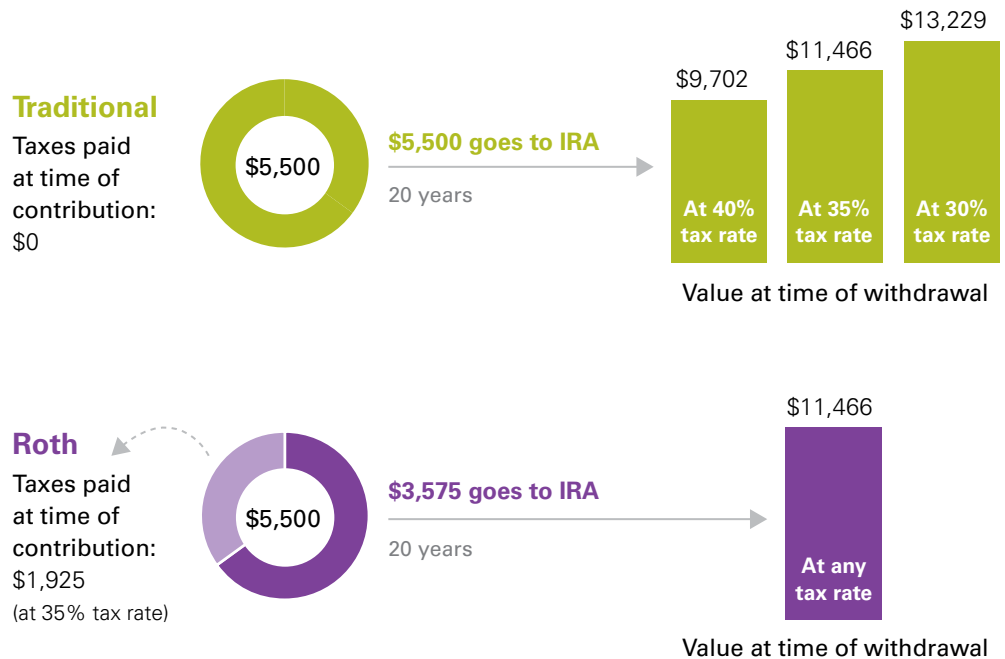 Traditional
Taxes paid
at time of
contribution:
$0
$5,500
$5,500 goes to IRA
20 years
$9,702
At 40%
tax rate
$11,466
At 35%
tax rate
$13,229
At 30%
tax rate
Value at time of withdrawal
Roth
Taxes paid
at time of
contribution:
$1,925
(at 35% tax rate)
$5,500
$3,575 goes to IRA
20 years
$11,466
At any
tax rate
Value at time of withdrawal